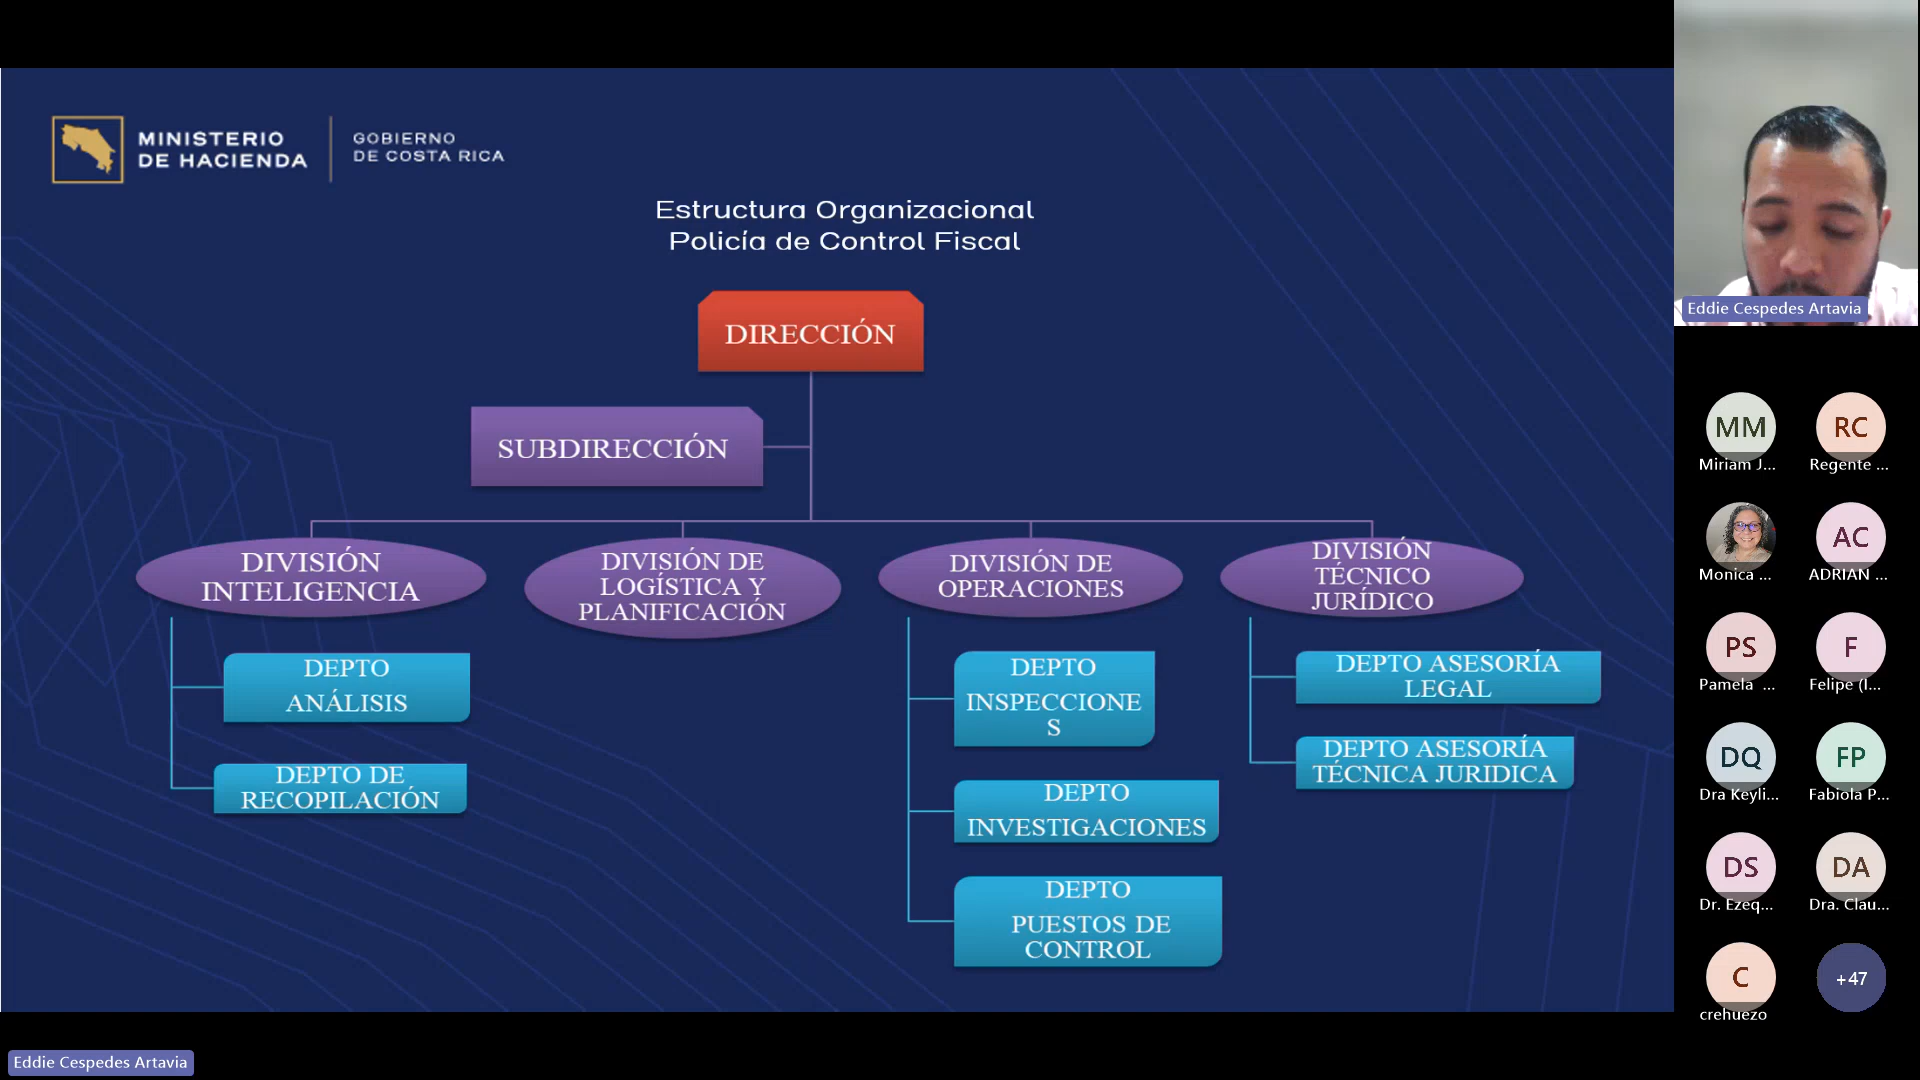 MINISTERIO
DE HACIENDA
GOBIERNO
DE COSTA RICA
Estructura Organizacional
Policía de Control Fiscal
DIRECCIÓN
SUBDIRECCIÓN
DIVISIÓN
INTELIGENCIA
DEPTO
ANÁLISIS
DEPTO DE
RECOPILACIÓN
DIVISIÓN DE
LOGÍSTICA Y
PLANIFICACIÓN
DIVISIÓN DE
OPERACIONES
DEPTO
INSPECCIONE
S
DEPTO
INVESTIGACIONES
DEPTO
PUESTOS DE
CONTROL
DIVISIÓN
TÉCNICO
JURÍDICO
DEPTO ASESORÍA
LEGAL
DEPTO ASESORÍA
TÉCNICA JURIDICA
Eddie Cespedes Artavia
MM
Miriam J...
RC
Regente ...
Monica ...
AC
ADRIAN ...
PS
Pamela ...
F
Felipe (I...
DQ
Dra Keyli...
FP
Fabiola P...
DS
Dr. Ezeq...
DA
Dra. Clau...
C
crehuezo
+47
Eddie Cespedes Artavia